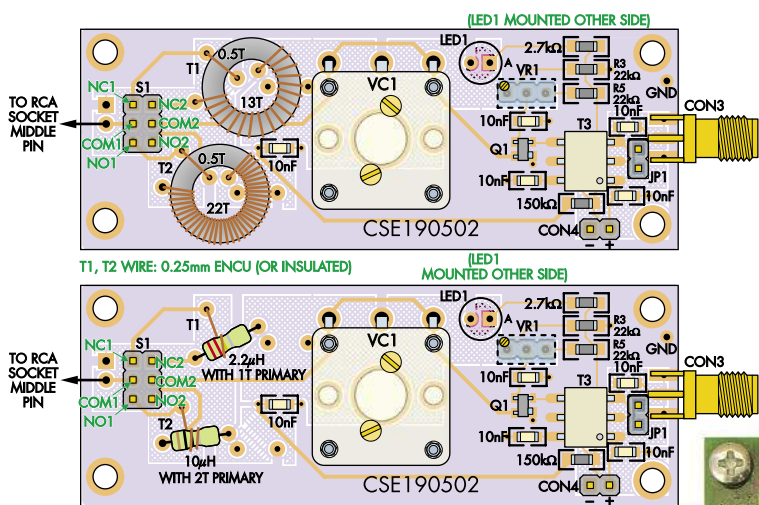 (LED1 MOUNTED OTHER SIDE)
LED1
2.7kΩ
0.5T
T1
A
VR1
R3
22kΩ
VC1
R5
22kΩ
GND
NC1
S1
NC2
13T
CON3
TO RCA
SOCKET
MIDDLE
PIN
COM2
10nF
10nF
T3
COM1
NO2
NO1
0.5T
T2
10nF
Q1
JP1
10nF
10nF
22T
150kΩ
CSE190502
CON4
– +
T1, T2 WIRE: 0.25mm ENCU (OR INSULATED)
(LED1
MOUNTED OTHER SIDE)
LED1
2.7kΩ
T1
A
VR1
R3
22kΩ
VC1
R5
22kΩ
GND
NC1
S1
NC2
2.2µH
WITH 1T PRIMARY
CON3
TO RCA
SOCKET
MIDDLE
PIN
COM2
10nF
10nF
T3
COM1
NO2
NO1
T2
10nF
Q1
JP1
10nF
10nF
10µH
WITH 2T PRIMARY
150kΩ
CSE190502
CON4
– +